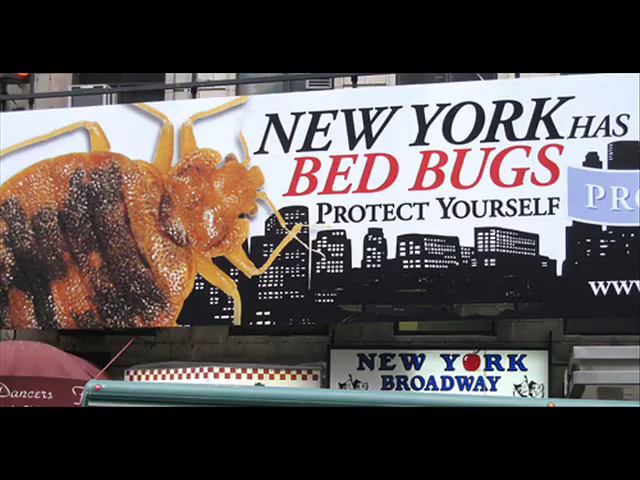 NEW YORK HAS
BED BUGS
PROTECT YOURSELF
PRO
WWW
NEW YORK
BROADWAY
Dancers